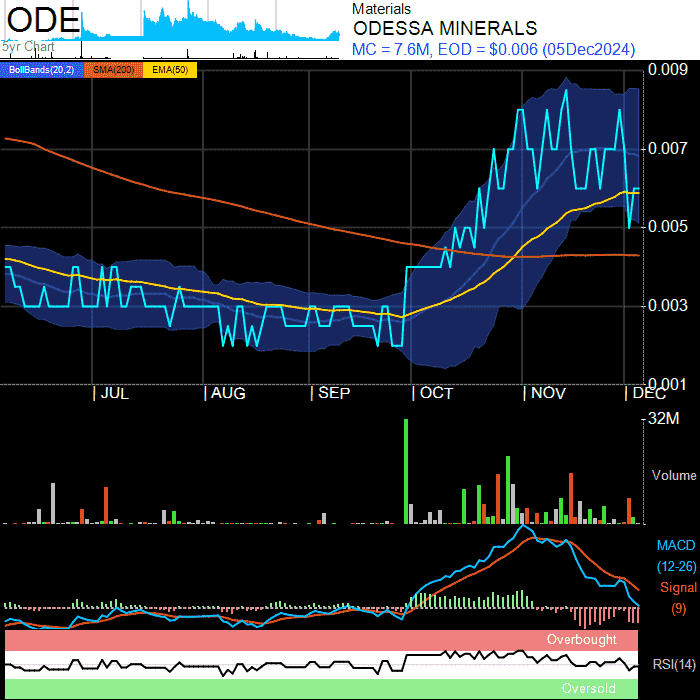 ODE
5yr Chart
Materials
ODESSA MINERALS
MC = 7.6M, EOD = $0.006 (05Dec2024)
BollBands(20,2) SMA(200) EMA(50)
0.009
0.007
0.005
0.003
0.001
JUL AUG SEP OCT NOV DEC
32M
Volume
MACD
(12-26)
Signal
(9)
Overbought
RSI(14)
Oversold